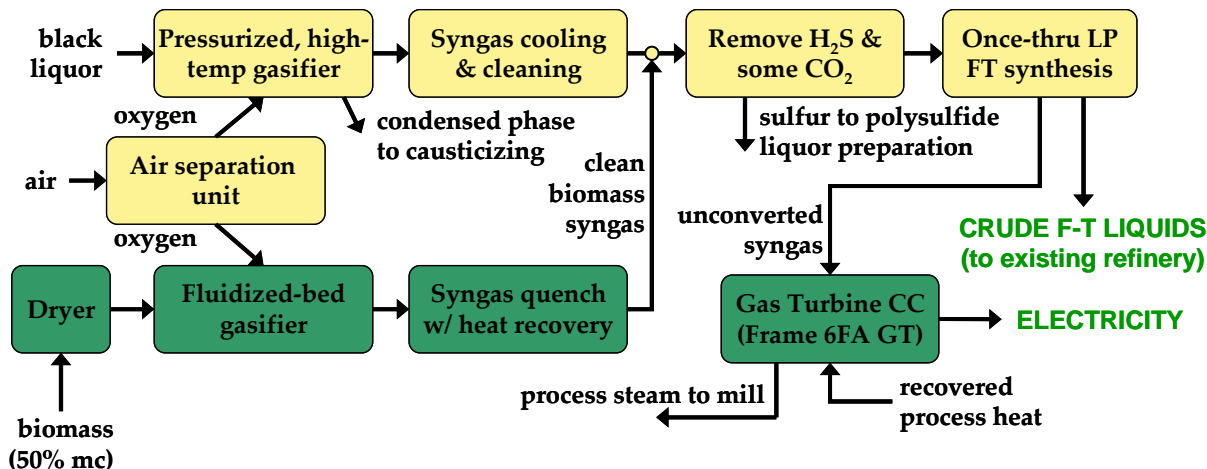 black
liquor
Pressurized, high-
temp gasifier
Syngas cooling
& cleaning
Remove H₂S &
some CO₂
Once-thru LP
FT synthesis
oxygen
condensed phase
to causticizing
sulfur to polysulfide
liquor preparation
air
Air separation
unit
clean
biomass
syngas
oxygen
unconverted
syngas
CRUDE F-T LIQUIDS
(to existing refinery)
Dryer
Fluidized-bed
gasifier
Syngas quench
w/ heat recovery
Gas Turbine CC
(Frame 6FA GT)
ELECTRICITY
process steam to mill
recovered
process heat
biomass
(50% mc)